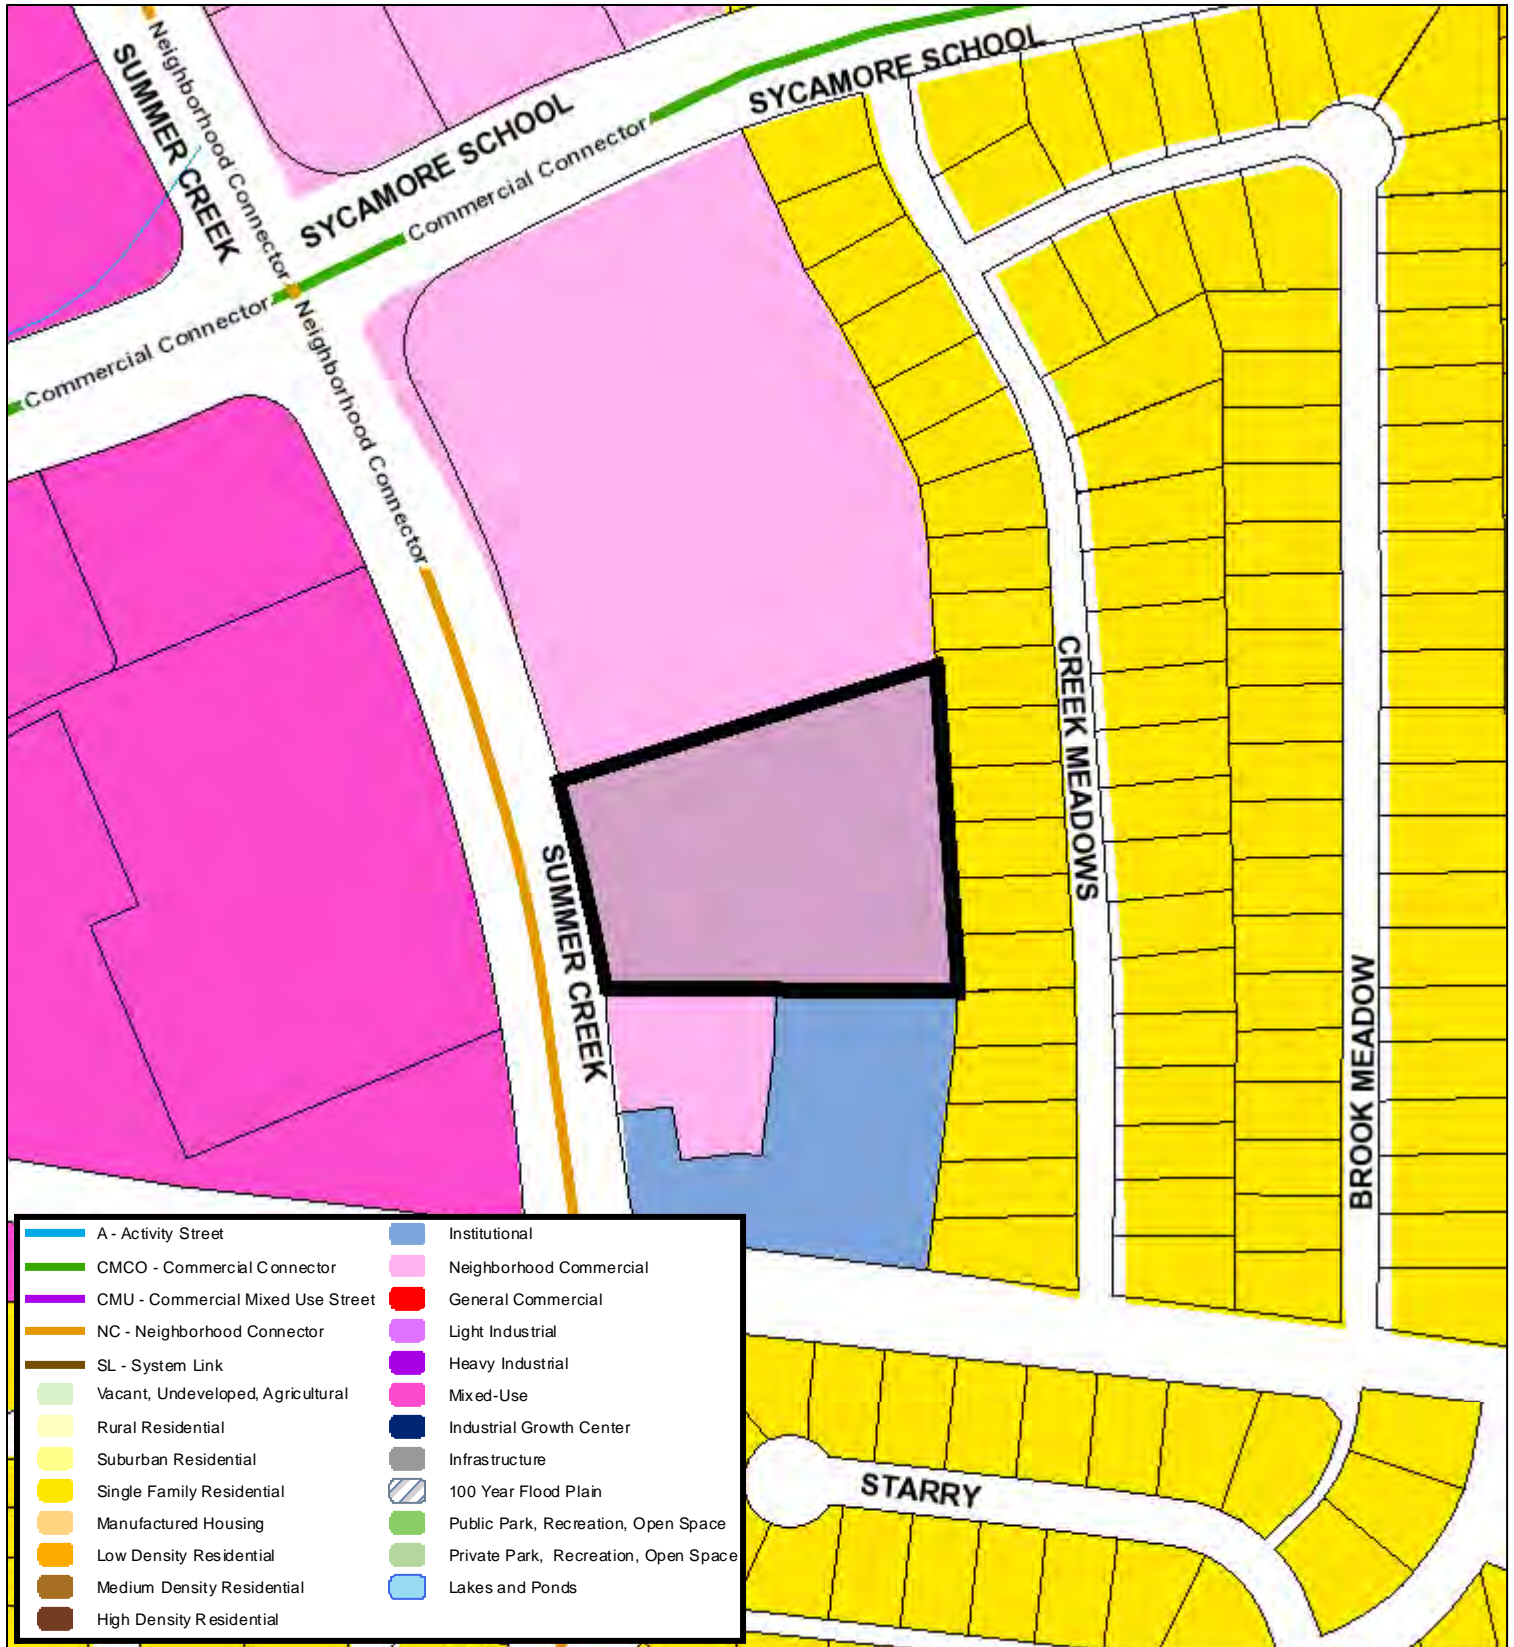 SUMMER CREEK
Neighborhood Connector
SYCAMORE SCHOOL
Commercial Connector
SYCAMORE SCHOOL
Commercial Connector
Neighborhood Connector
CREEK MEADOWS
SUMMER CREEK
BROOK MEADOW
STARRY
A - Activity Street
CMCO - Commercial Connector
CMU - Commercial Mixed Use Street
NC - Neighborhood Connector
SL - System Link
Vacant, Undeveloped, Agricultural
Rural Residential
Suburban Residential
Single Family Residential
Manufactured Housing
Low Density Residential
Medium Density Residential
High Density Residential
Institutional
Neighborhood Commercial
General Commercial
Light Industrial
Heavy Industrial
Mixed-Use
Industrial Growth Center
Infrastructure
100 Year Flood Plain
Public Park, Recreation, Open Space
Private Park, Recreation, Open Space
Lakes and Ponds